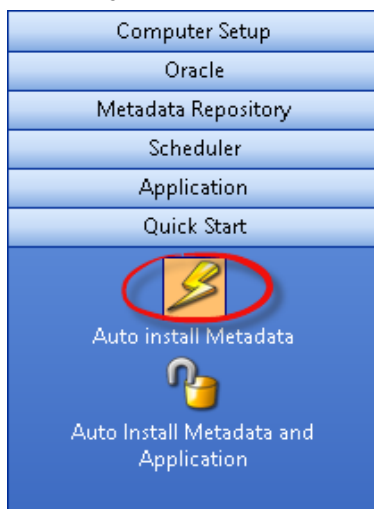 Computer Setup
Oracle
Metadata Repository
Scheduler
Application
Quick Start
Auto install Metadata
Auto Install Metadata and
Application